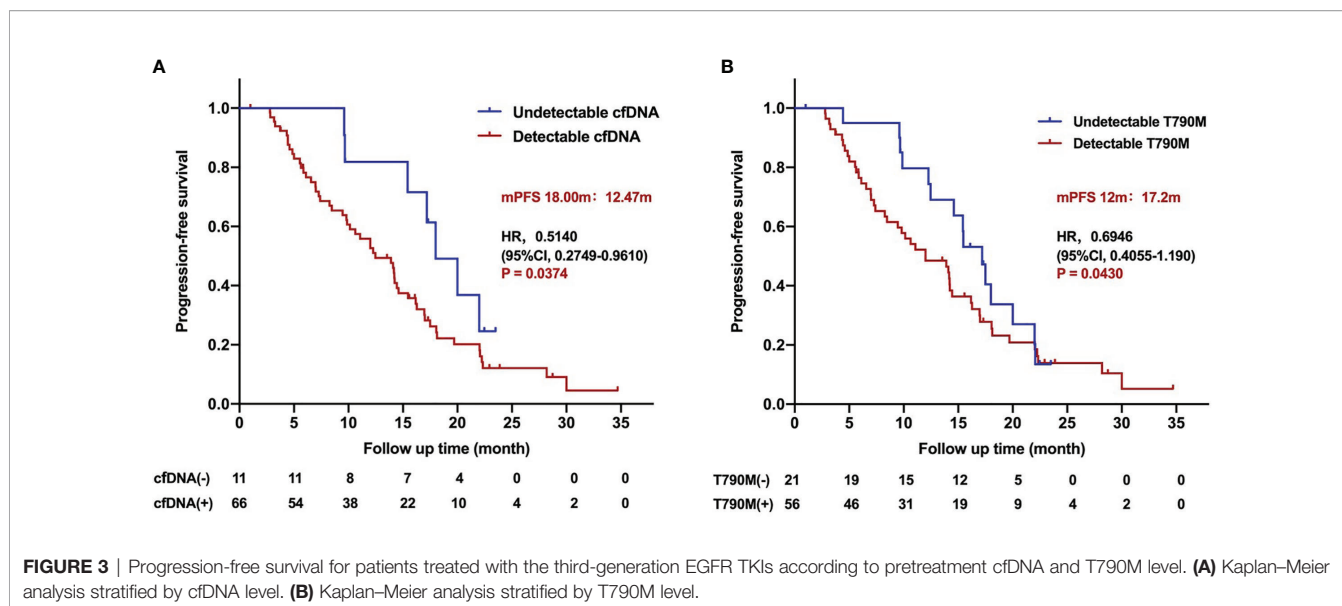 A
1.0
0.8
0.6
0.4
0.2
0.0
Progression-free survival
Undetectable cfDNA
Detectable cfDNA
mPFS 18.00m：12.47m
HR，0.5140
(95%CI, 0.2749-0.9610)
P = 0.0374
0 5 10 15 20 25 30 35
Follow up time (month)
cfDNA(-) 11 11 8 7 4 0 0 0
cfDNA(+) 66 54 38 22 10 4 2 0
B
1.0
0.8
0.6
0.4
0.2
0.0
Progression-free survival
Undetectable T790M
Detectable T790M
mPFS 12m：17.2m
HR，0.6946
(95%CI, 0.4055-1.190)
P = 0.0430
0 5 10 15 20 25 30 35
Follow up time (month)
T790M(-) 21 19 15 12 5 0 0 0
T790M(+) 56 46 31 19 9 4 2 0
FIGURE 3 | Progression-free survival for patients treated with the third-generation EGFR TKIs according to pretreatment cfDNA and T790M level. (A) Kaplan–Meier
analysis stratified by cfDNA level. (B) Kaplan–Meier analysis stratified by T790M level.